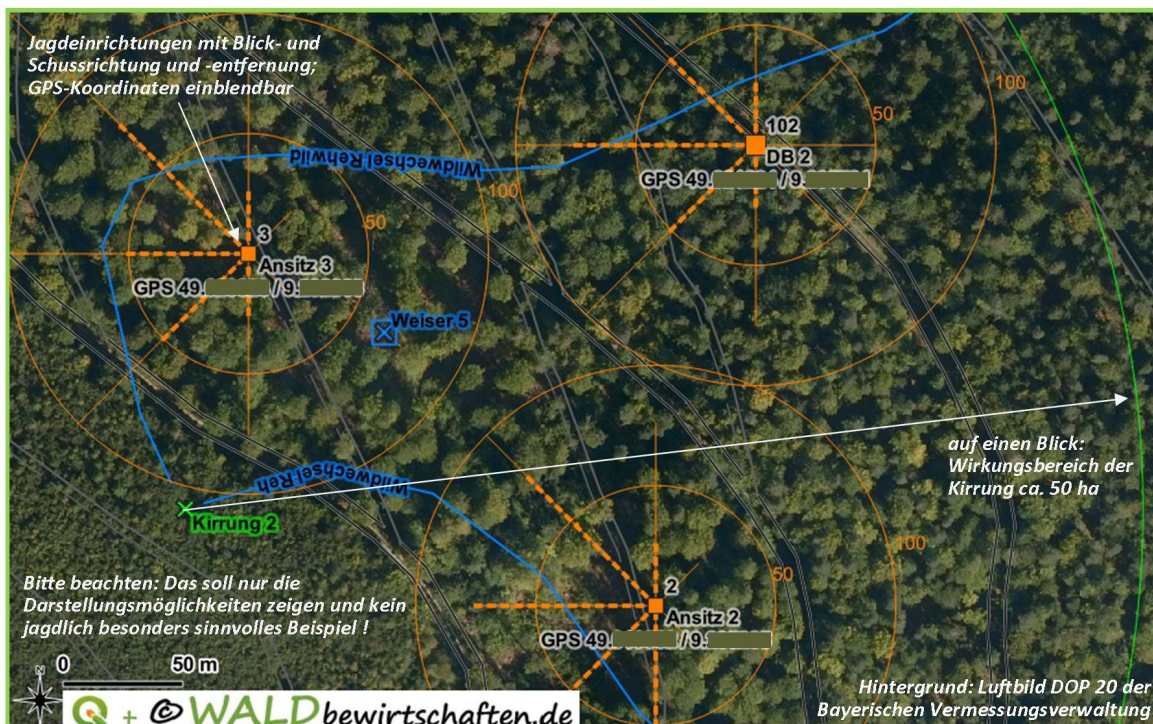 Jagdeinrichtungen mit Blick- und
Schussrichtung und -entfernung;
GPS-Koordinaten einblendbar
100
50
102
DB 2
GPS 49. / 9.
Wildwechsel Rehwild
100
50
3
Ansitz 3
GPS 49. / 9.
Weiser 5
auf einen Blick:
Wirkungsbereich der
Kirrung ca. 50 ha
Wildwechsel Reh
Kirrung 2
100
50
2
Ansitz 2
GPS 49. / 9.
Bitte beachten: Das soll nur die
Darstellungsmöglichkeiten zeigen und kein
jagdlich besonders sinnvolles Beispiel !
N
0 50 m
Q + © WALDbewirtschaften.de
Hintergrund: Luftbild DOP 20 der
Bayerischen Vermessungsverwaltung